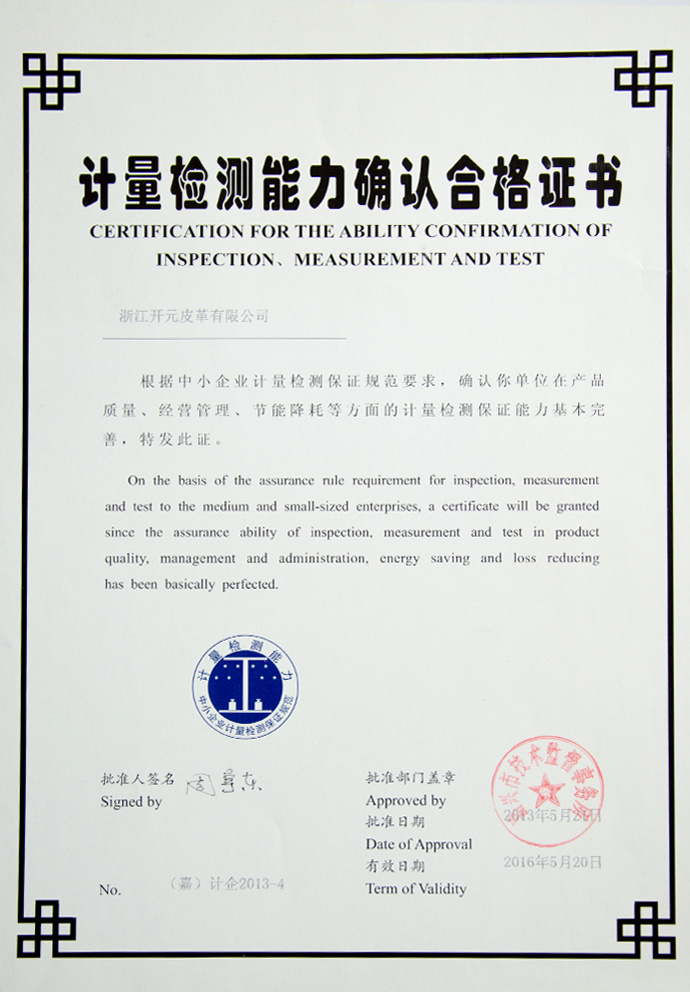 计量检测能力确认合格证书
CERTIFICATION FOR THE ABILITY CONFIRMATION OF
INSPECTION、MEASUREMENT AND TEST
浙江开元皮革有限公司
根据中小企业计量检测保证规范要求，确认你单位在产品
质量、经营管理、节能降耗等方面的计量检测保证能力基本完
善，特发此证。
On the basis of the assurance rule requirement for inspection, measurement
and test to the medium and small-sized enterprises, a certificate will be granted
since the assurance ability of inspection, measurement and test in product
quality, management and administration, energy saving and loss reducing
has been basically perfected.
计量检测能力
中小企业计量检测保证规范
批准人签名
Signed by
批准部门盖章
Approved by
嘉兴市技术监督事务所
批准日期
2013年5月21日
Date of Approval
有效日期
2016年5月20日
Term of Validity
No.
（嘉）计企2013-4